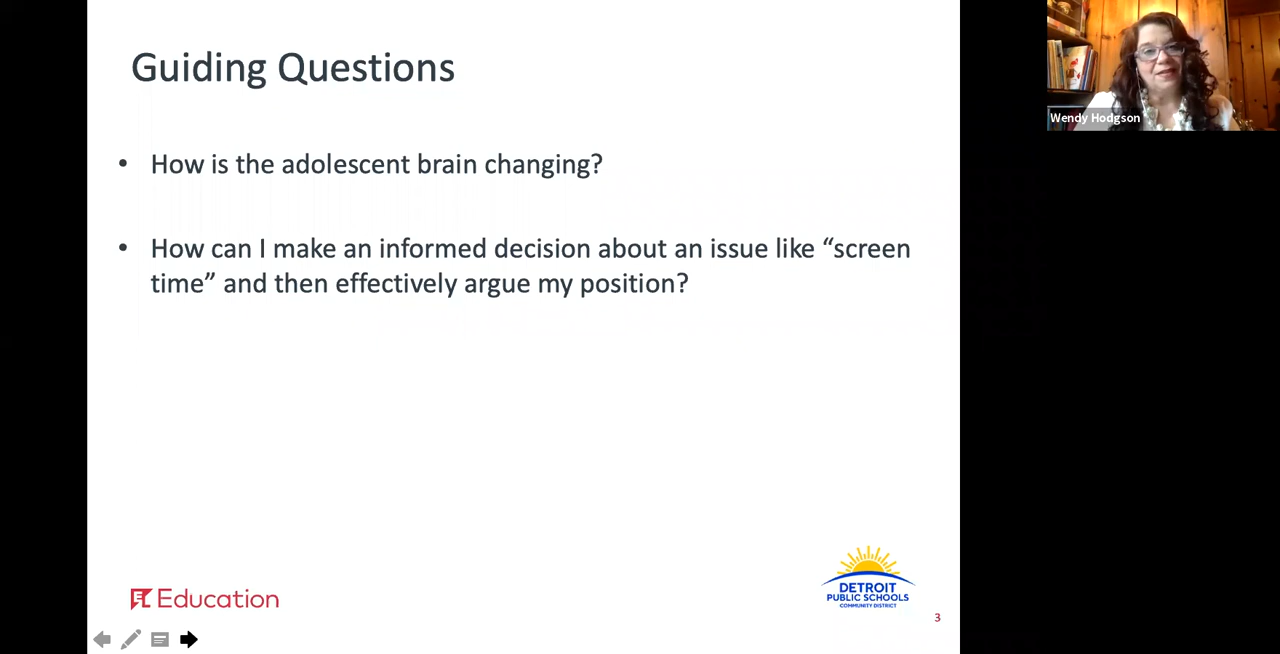 Guiding Questions
• How is the adolescent brain changing?
• How can I make an informed decision about an issue like “screen
time” and then effectively argue my position?
Wendy Hodgson
EL Education
DETROIT
PUBLIC SCHOOLS
COMMUNITY DISTRICT
3